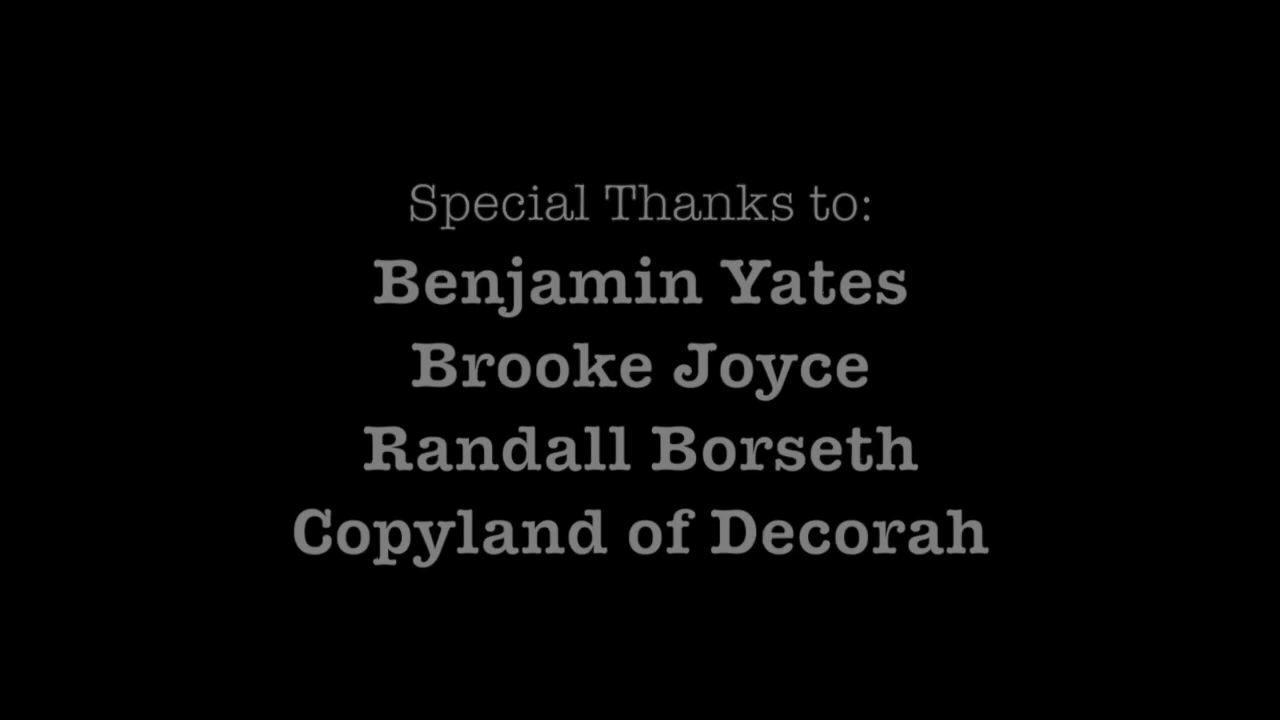 Special Thanks to:
Benjamin Yates
Brooke Joyce
Randall Borseth
Copyland of Decorah